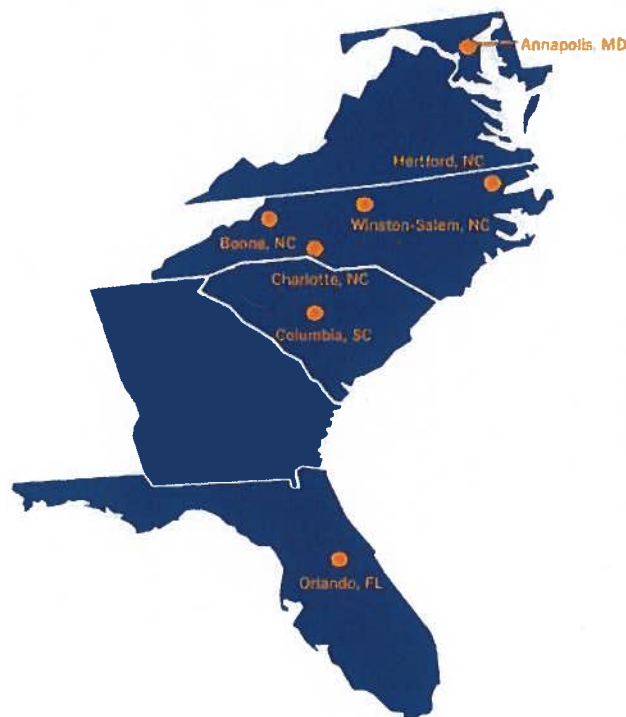 Annapolis, MD
Hertford, NC
Winston-Salem, NC
Boone, NC
Charlotte, NC
Columbia, SC
Orlando, FL